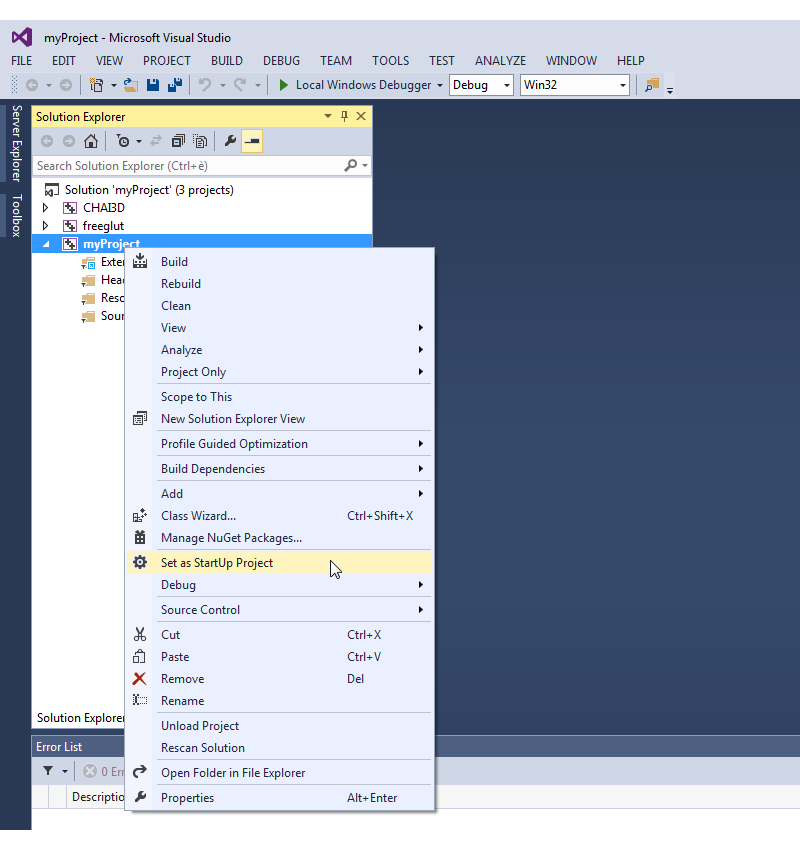 myProject - Microsoft Visual Studio
FILE EDIT VIEW PROJECT BUILD DEBUG TEAM TOOLS TEST ANALYZE WINDOW HELP
Local Windows Debugger Debug Win32
Server Explorer
Toolbox
Solution Explorer
Search Solution Explorer (Ctrl+è)
Solution 'myProject' (3 projects)
CHAI3D
freeglut
myProject
Exter
Head
Reso
Sour
Build
Rebuild
Clean
View
Analyze
Project Only
Scope to This
New Solution Explorer View
Profile Guided Optimization
Build Dependencies
Add
Class Wizard... Ctrl+Shift+X
Manage NuGet Packages...
Set as StartUp Project
Debug
Source Control
Cut Ctrl+X
Paste Ctrl+V
Remove Del
Rename
Unload Project
Rescan Solution
Open Folder in File Explorer
Properties Alt+Enter
Solution Explorer
Error List
0 Err
Descriptio